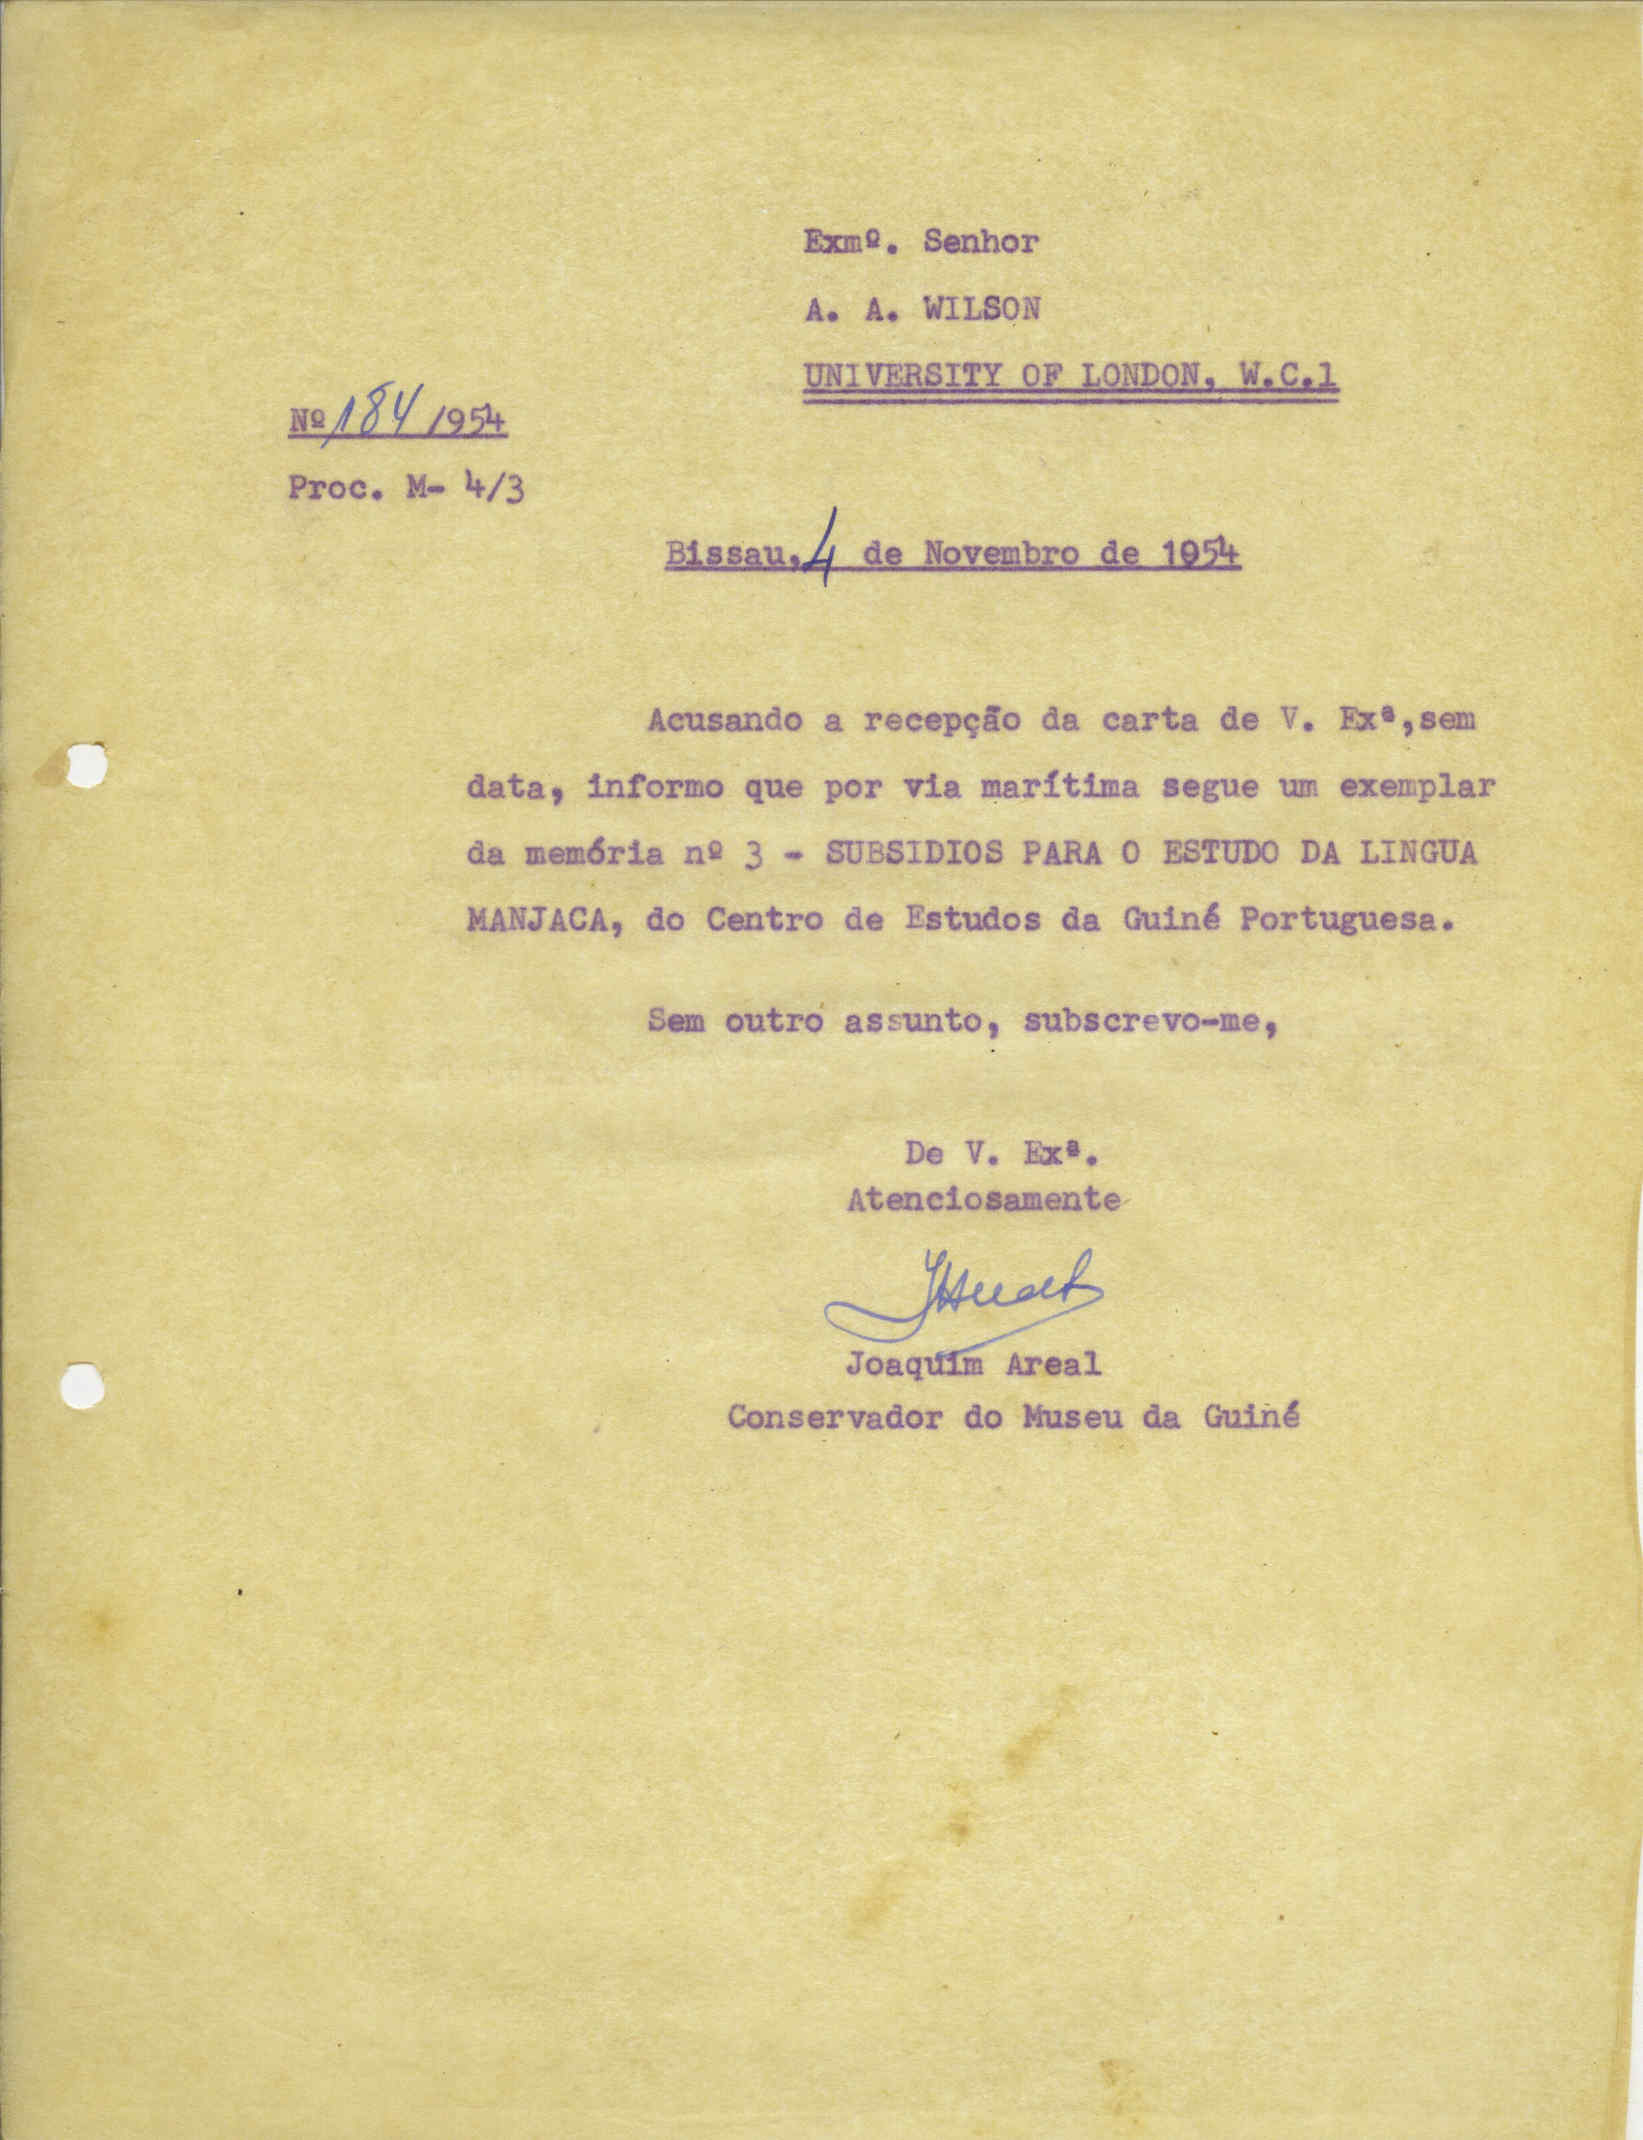 Exmº. Senhor
A. A. WILSON
UNIVERSITY OF LONDON, W.C.1
Nº 184/1954
Proc. M- 4/3
Bissau, 4 de Novembro de 1954
Acusando a recepção da carta de V. Exª,sem
data, informo que por via marítima segue um exemplar
da memória nº 3 - SUBSIDIOS PARA O ESTUDO DA LINGUA
MANJACA, do Centro de Estudos da Guiné Portuguesa.
Sem outro assunto, subscrevo-me,
De V. Exª.
Atenciosamente
Joaquim Areal
Conservador do Museu da Guiné